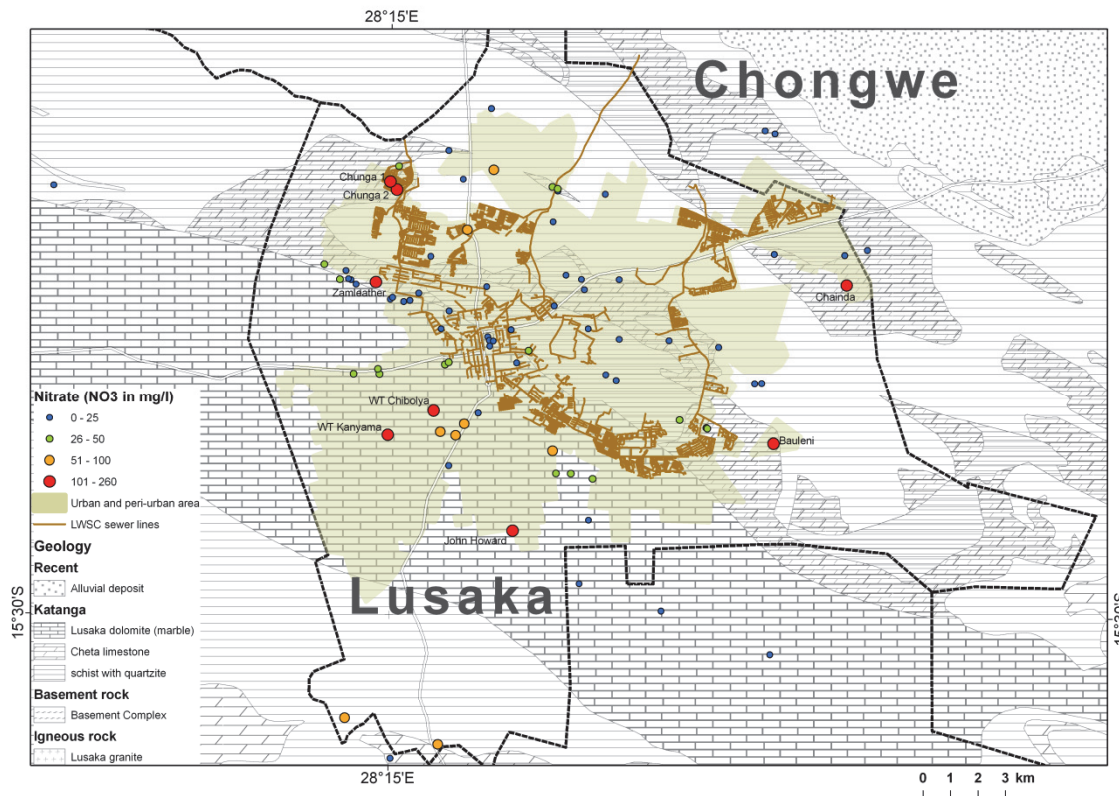 28°15'E
Chongwe
Chunga 1
Chunga 2
Zamleather
Chainda
WT Chibolya
WT Kanyama
Bauleni
John Howard
Lusaka
15°30'S
15°30'S
Nitrate (NO3 in mg/l)
0 - 25
26 - 50
51 - 100
101 - 260
Urban and peri-urban area
LWSC sewer lines
Geology
Recent
Alluvial deposit
Katanga
Lusaka dolomite (marble)
Cheta limestone
schist with quartzite
Basement rock
Basement Complex
Igneous rock
Lusaka granite
28°15'E
0 1 2 3 km